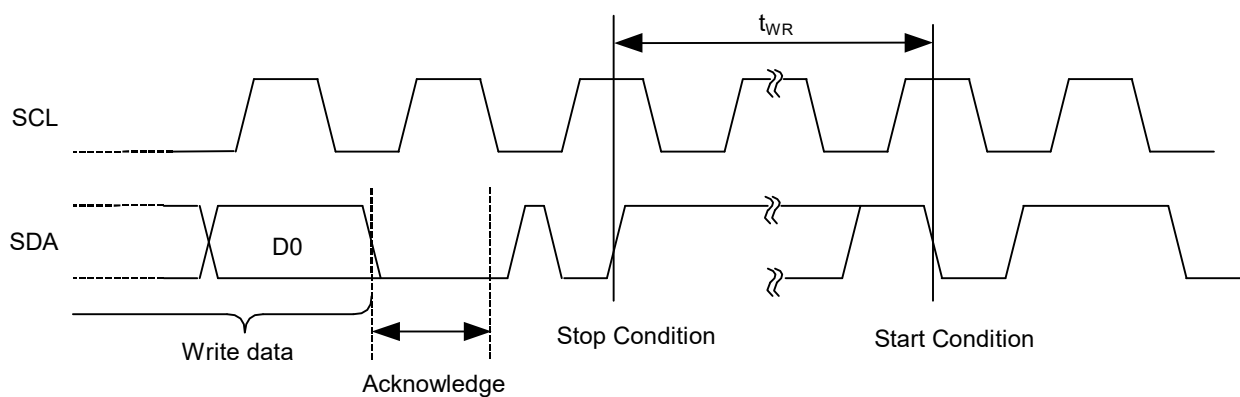 tWR
SCL
SDA
D0
Write data
Acknowledge
Stop Condition
Start Condition